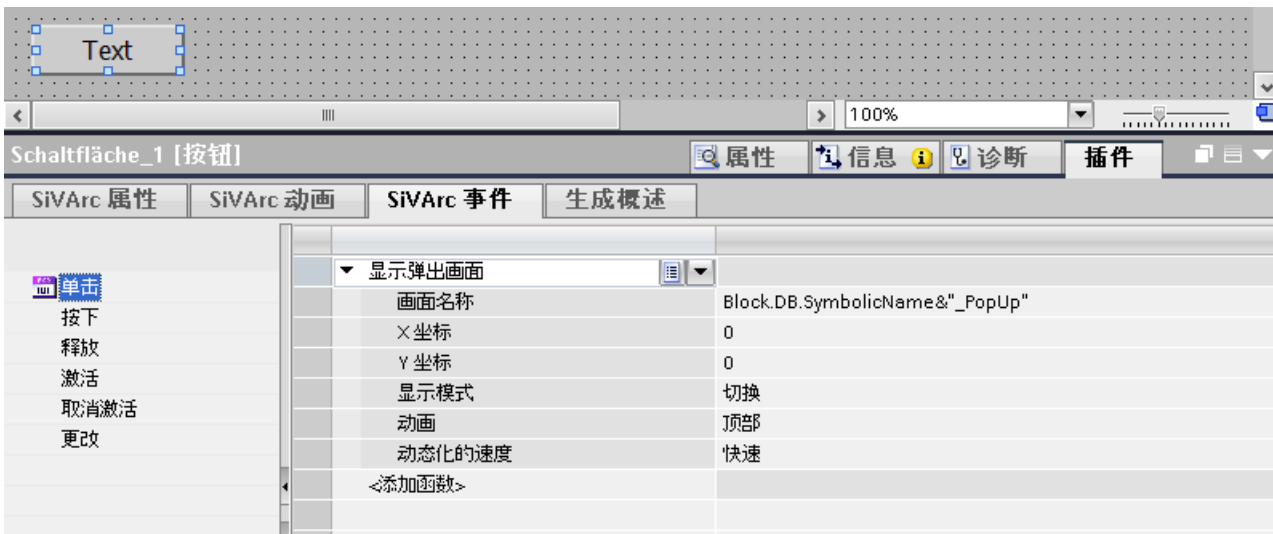 Text
100%
Schaltfläche_1 [按钮]
属性 信息 诊断 插件
SiVArc 属性 SiVArc 动画 SiVArc 事件 生成概述
显示弹出画面
单击
画面名称 Block.DB.SymbolicName&"_PopUp"
按下
X 坐标 0
释放
Y 坐标 0
激活
显示模式 切换
取消激活
动画 顶部
更改
动态化的速度 快速
<添加函数>